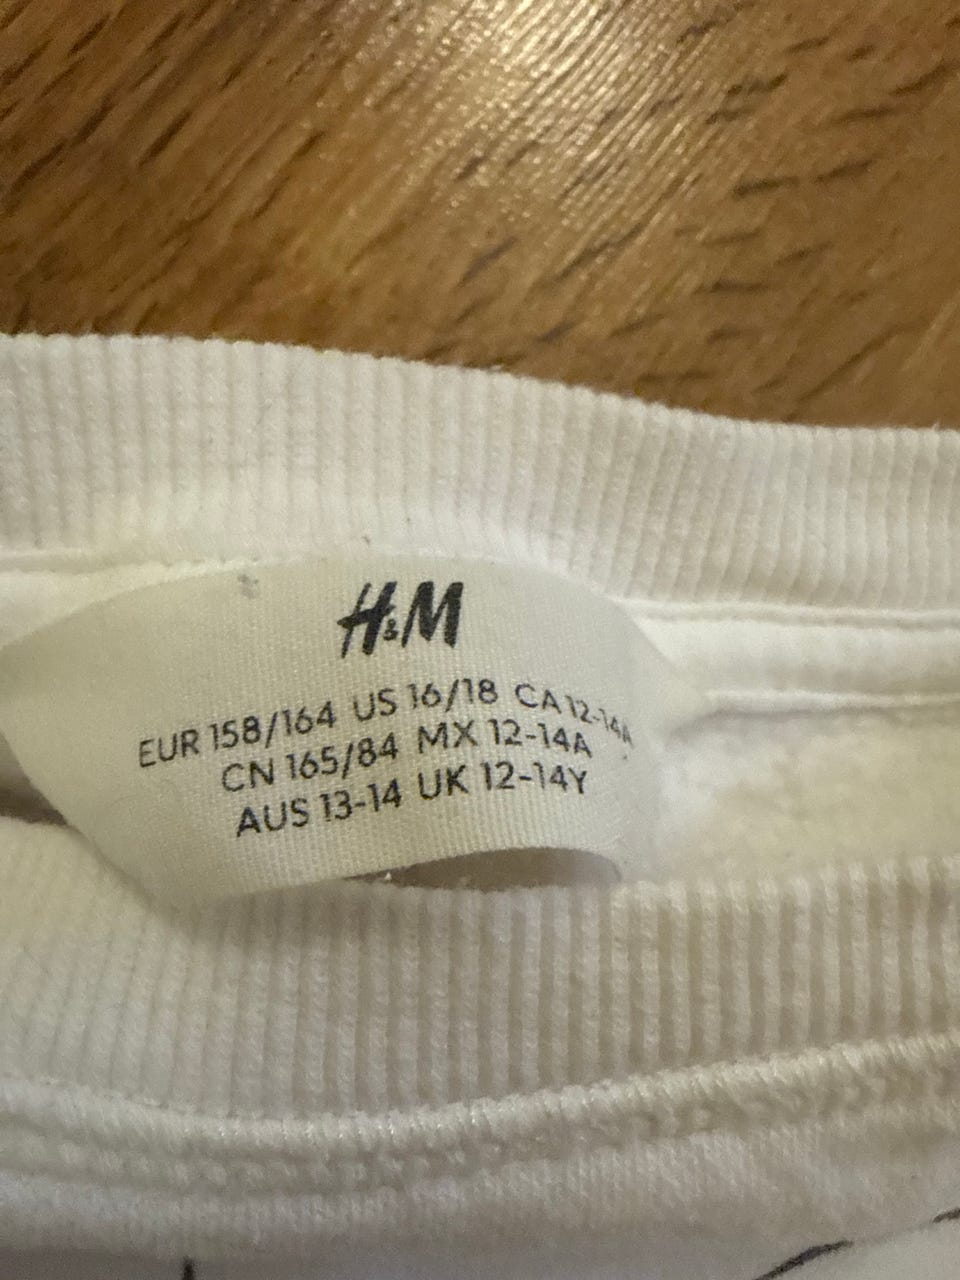 H&M
EUR 158/164 US 16/18 CA 12-14A
CN 165/84 MX 12-14A
AUS 13-14 UK 12-14Y